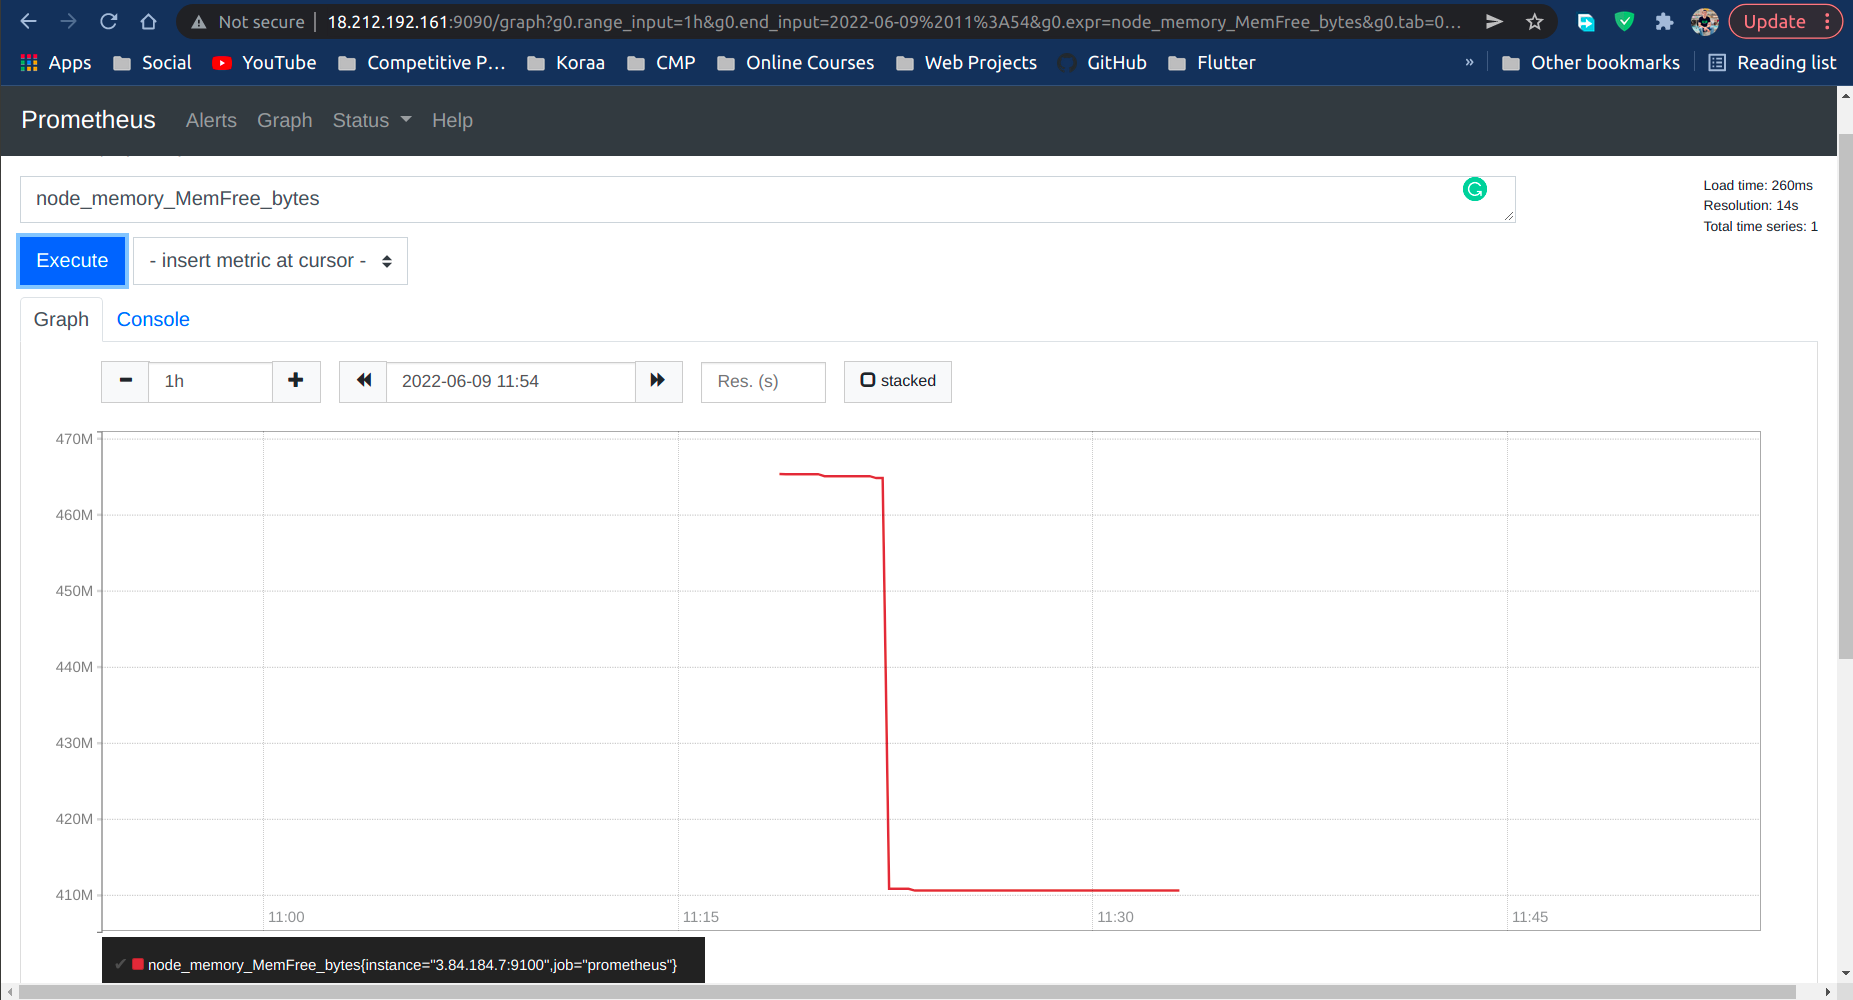 Not secure | 18.212.192.161:9090/graph?g0.range_input=1h&g0.end_input=2022-06-09%2011%3A54&g0.expr=node_memory_MemFree_bytes&g0.tab=0... Update
Apps Social YouTube Competitive P... Koraa CMP Online Courses Web Projects GitHub Flutter » Other bookmarks Reading list
Prometheus Alerts Graph Status Help
node_memory_MemFree_bytes
Load time: 260ms
Resolution: 14s
Total time series: 1
Execute - insert metric at cursor -
Graph Console
1h 2022-06-09 11:54 Res. (s) stacked
470M
460M
450M
440M
430M
420M
410M
11:00 11:15 11:30 11:45
node_memory_MemFree_bytes{instance="3.84.184.7:9100",job="prometheus"}